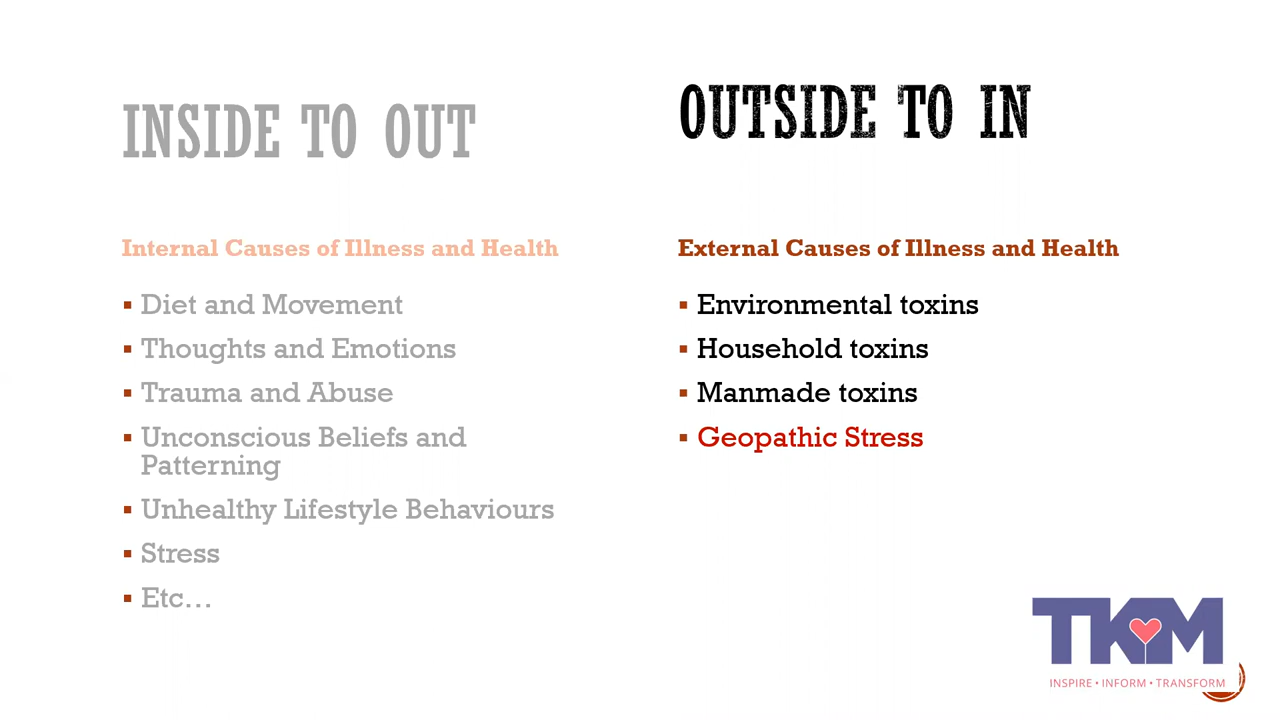 INSIDE TO OUT
Internal Causes of Illness and Health
▪ Diet and Movement
▪ Thoughts and Emotions
▪ Trauma and Abuse
▪ Unconscious Beliefs and
Patterning
▪ Unhealthy Lifestyle Behaviours
▪ Stress
▪ Etc...
OUTSIDE TO IN
External Causes of Illness and Health
▪ Environmental toxins
▪ Household toxins
▪ Manmade toxins
▪ Geopathic Stress
TKM
INSPIRE • INFORM • TRANSFORM